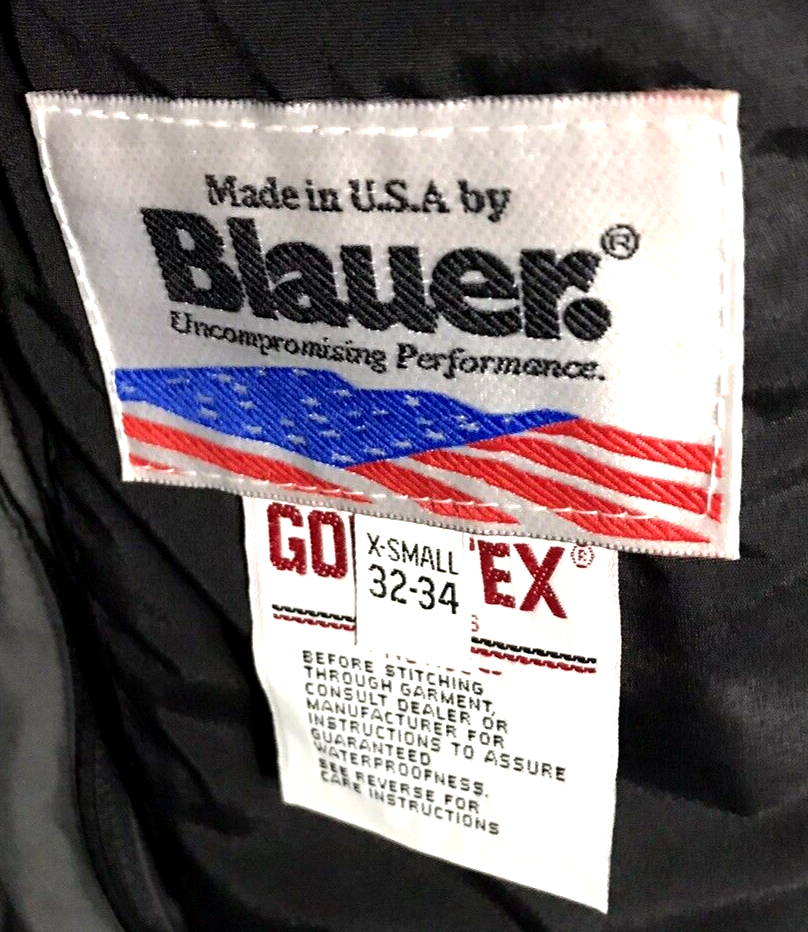 Made in U.S.A by
Blauer.®
Uncompromising Performance.
GO EX®
X-SMALL
32-34
BEFORE STITCHING
THROUGH GARMENT,
CONSULT DEALER OR
MANUFACTURER FOR
INSTRUCTIONS TO ASSURE
GUARANTEED
WATERPROOFNESS.
SEE REVERSE FOR
CARE INSTRUCTIONS